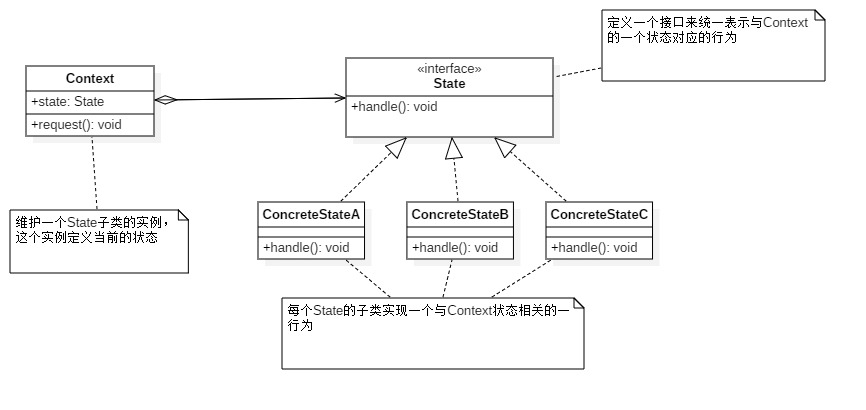 定义一个接口来统一表示与Context
的一个状态对应的行为
Context
+state: State
+request(): void
«interface»
State
+handle(): void
维护一个State子类的实例，
这个实例定义当前的状态
ConcreteStateA
+handle(): void
ConcreteStateB
+handle(): void
ConcreteStateC
+handle(): void
每个State的子类实现一个与Context状态相关的一
行为